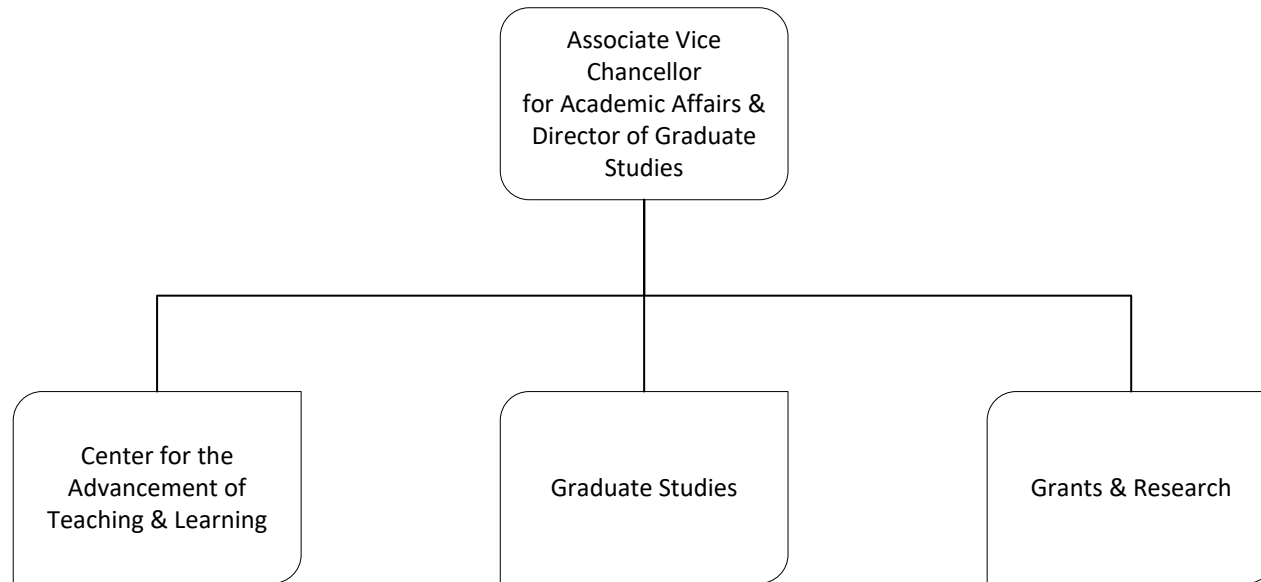 Associate Vice
Chancellor
for Academic Affairs &
Director of Graduate
Studies
Center for the
Advancement of
Teaching & Learning
Graduate Studies
Grants & Research